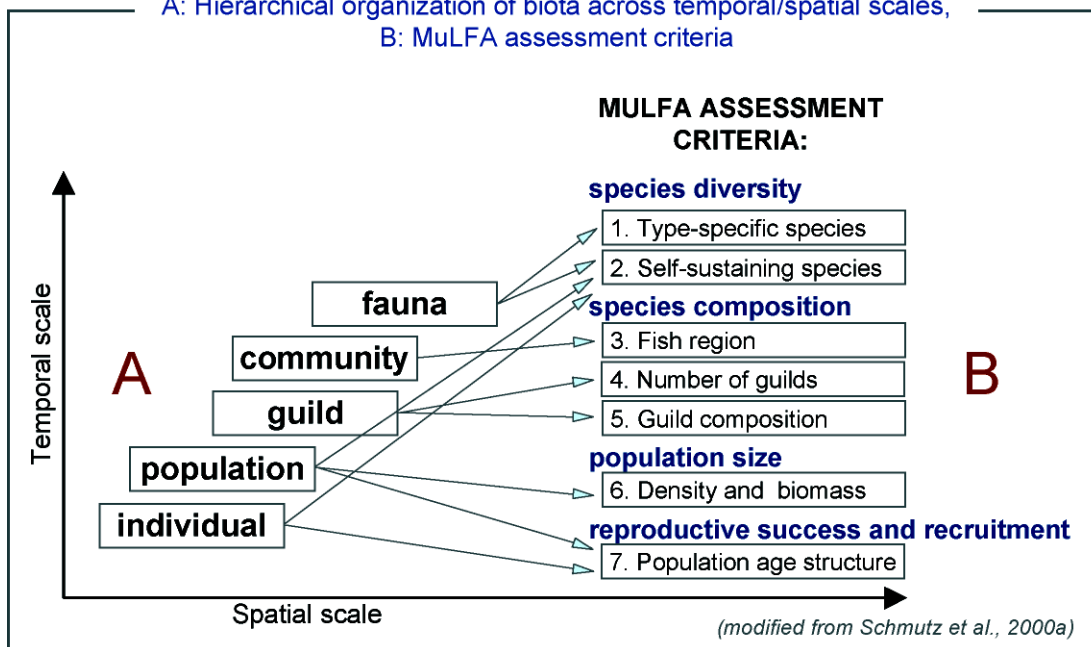 A: Hierarchical organization of biota across temporal/spatial scales,
B: MuLFA assessment criteria
MULFA ASSESSMENT
CRITERIA:
species diversity
1. Type-specific species
2. Self-sustaining species
species composition
3. Fish region
4. Number of guilds
5. Guild composition
population size
6. Density and biomass
reproductive success and recruitment
7. Population age structure
fauna
community
guild
population
individual
A
B
Temporal scale
Spatial scale
(modified from Schmutz et al., 2000a)